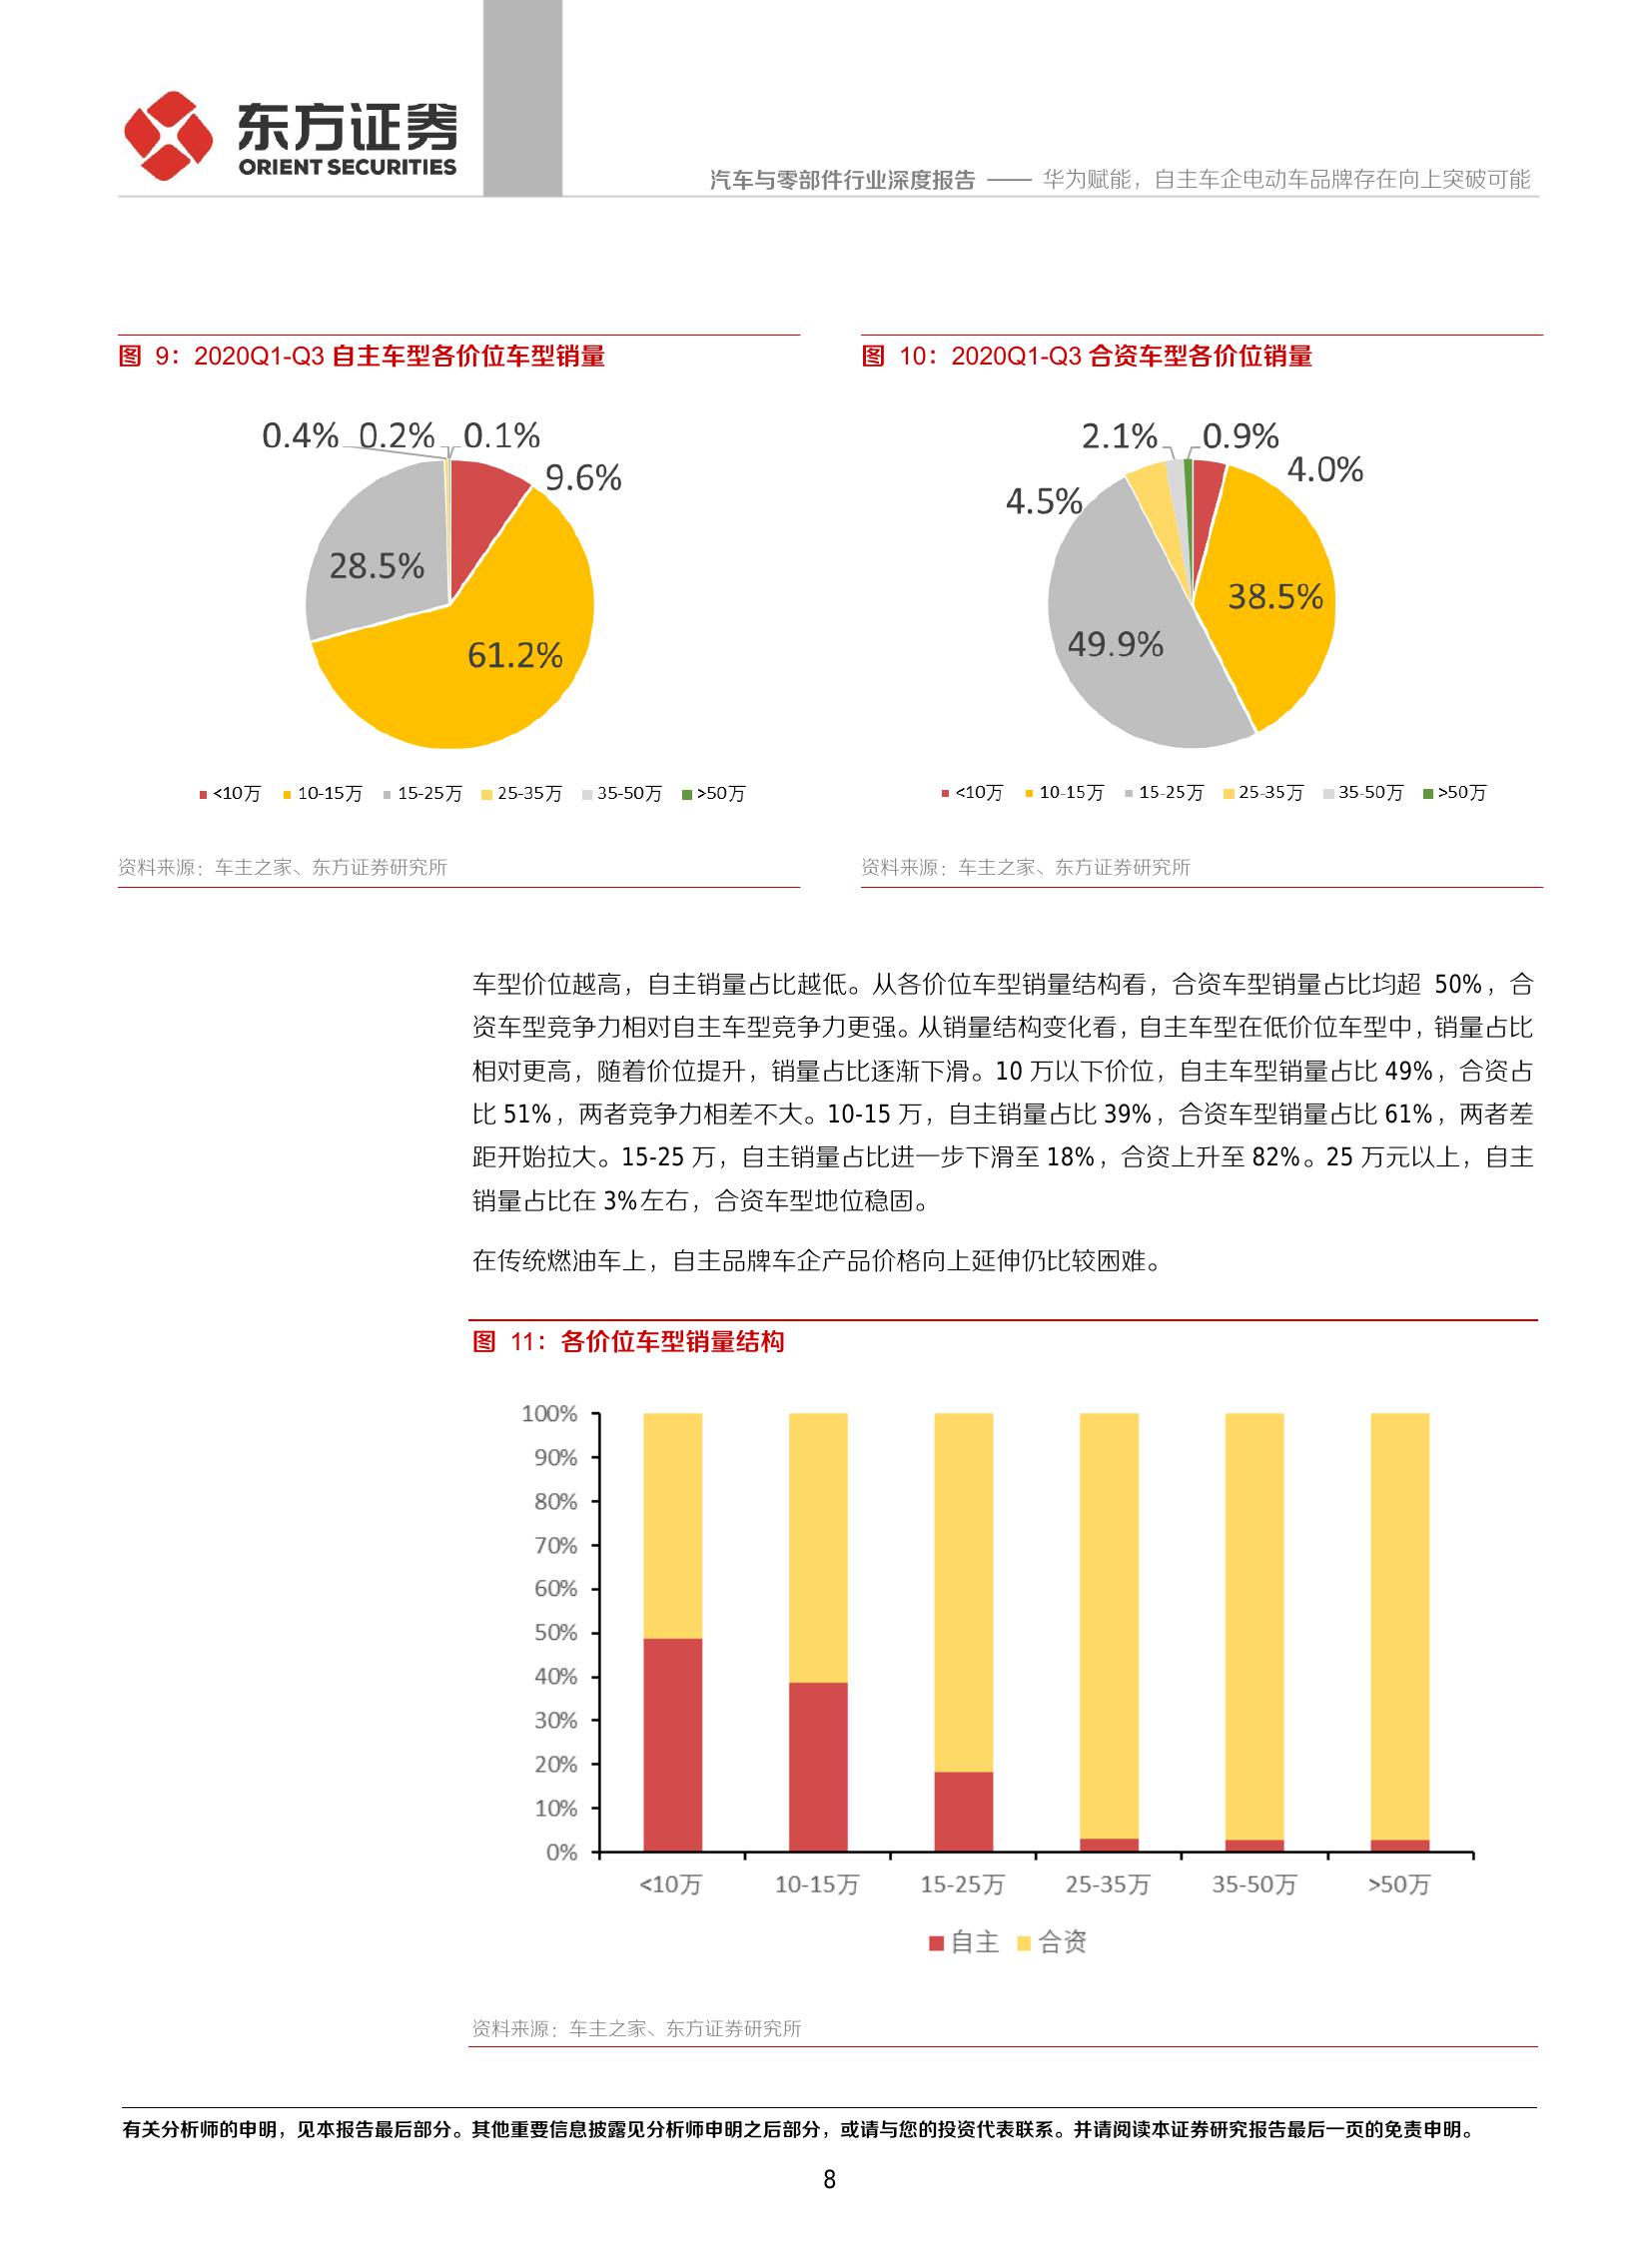 东方证券
ORIENT SECURITIES
汽车与零部件行业深度报告 —— 华为赋能，自主车企电动车品牌存在向上突破可能
图 9：2020Q1-Q3 自主车型各价位车型销量
0.4% 0.2% 0.1%
9.6%
28.5%
61.2%
<10万 10-15万 15-25万 25-35万 35-50万 >50万
资料来源：车主之家、东方证券研究所
图 10：2020Q1-Q3 合资车型各价位销量
2.1% 0.9%
4.0%
4.5%
38.5%
49.9%
<10万 10-15万 15-25万 25-35万 35-50万 >50万
资料来源：车主之家、东方证券研究所
车型价位越高，自主销量占比越低。从各价位车型销量结构看，合资车型销量占比均超 50%，合
资车型竞争力相对自主车型竞争力更强。从销量结构变化看，自主车型在低价位车型中，销量占比
相对更高，随着价位提升，销量占比逐渐下滑。10 万以下价位，自主车型销量占比 49%，合资占
比 51%，两者竞争力相差不大。10-15 万，自主销量占比 39%，合资车型销量占比 61%，两者差
距开始拉大。15-25 万，自主销量占比进一步下滑至 18%，合资上升至 82%。25 万元以上，自主
销量占比在 3%左右，合资车型地位稳固。
在传统燃油车上，自主品牌车企产品价格向上延伸仍比较困难。
图 11：各价位车型销量结构
100%
90%
80%
70%
60%
50%
40%
30%
20%
10%
0%
<10万 10-15万 15-25万 25-35万 35-50万 >50万
自主 合资
资料来源：车主之家、东方证券研究所
有关分析师的申明，见本报告最后部分。其他重要信息披露见分析师申明之后部分，或请与您的投资代表联系。并请阅读本证券研究报告最后一页的免责申明。
8